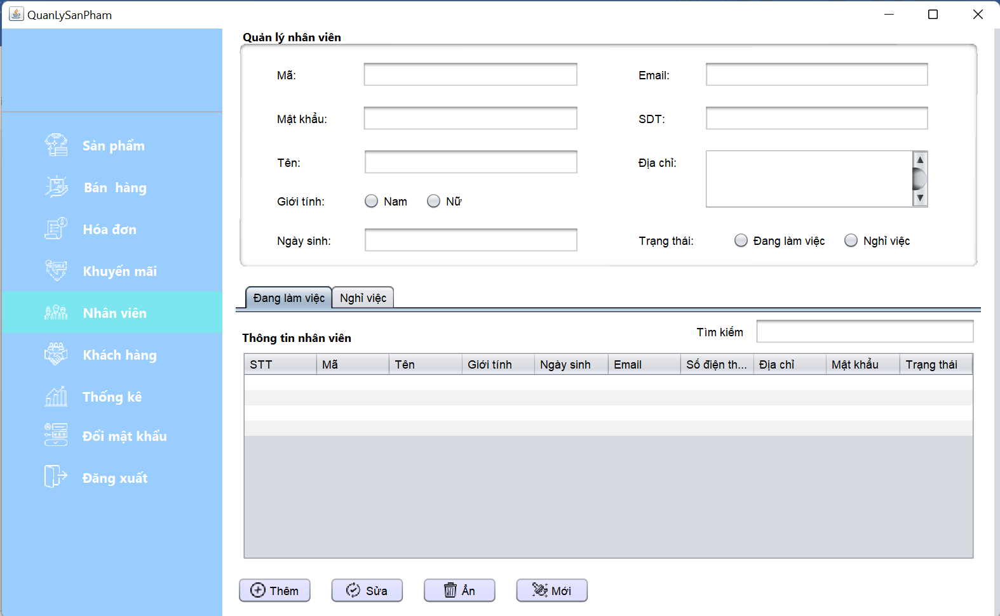 QuanLySanPham
Sản phẩm
Bán hàng
Hóa đơn
Khuyến mãi
Nhân viên
Khách hàng
Thống kê
Đổi mật khẩu
Đăng xuất
Quản lý nhân viên
Mã:
Email:
Mật khẩu:
SDT:
Tên:
Địa chỉ:
Giới tính: Nam Nữ
Ngày sinh:
Trạng thái: Đang làm việc Nghỉ việc
Đang làm việc Nghỉ việc
Thông tin nhân viên
Tìm kiếm
STT Mã Tên Giới tính Ngày sinh Email Số điện th... Địa chỉ Mật khẩu Trạng thái
Thêm Sửa Ẩn Mới